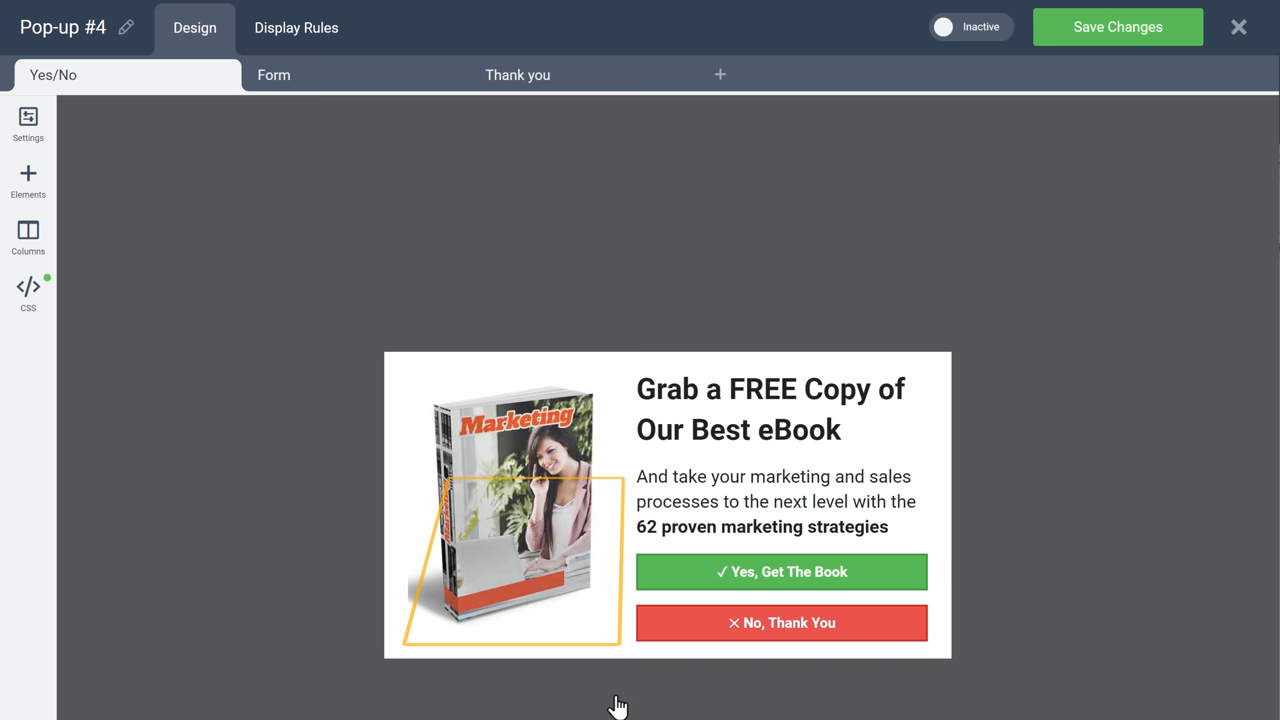 Pop-up #4
Design
Display Rules
Inactive
Save Changes
Yes/No
Form
Thank you
Settings
Elements
Columns
CSS
Marketing
Grab a FREE Copy of
Our Best eBook
And take your marketing and sales
processes to the next level with the
62 proven marketing strategies
✓ Yes, Get The Book
✕ No, Thank You